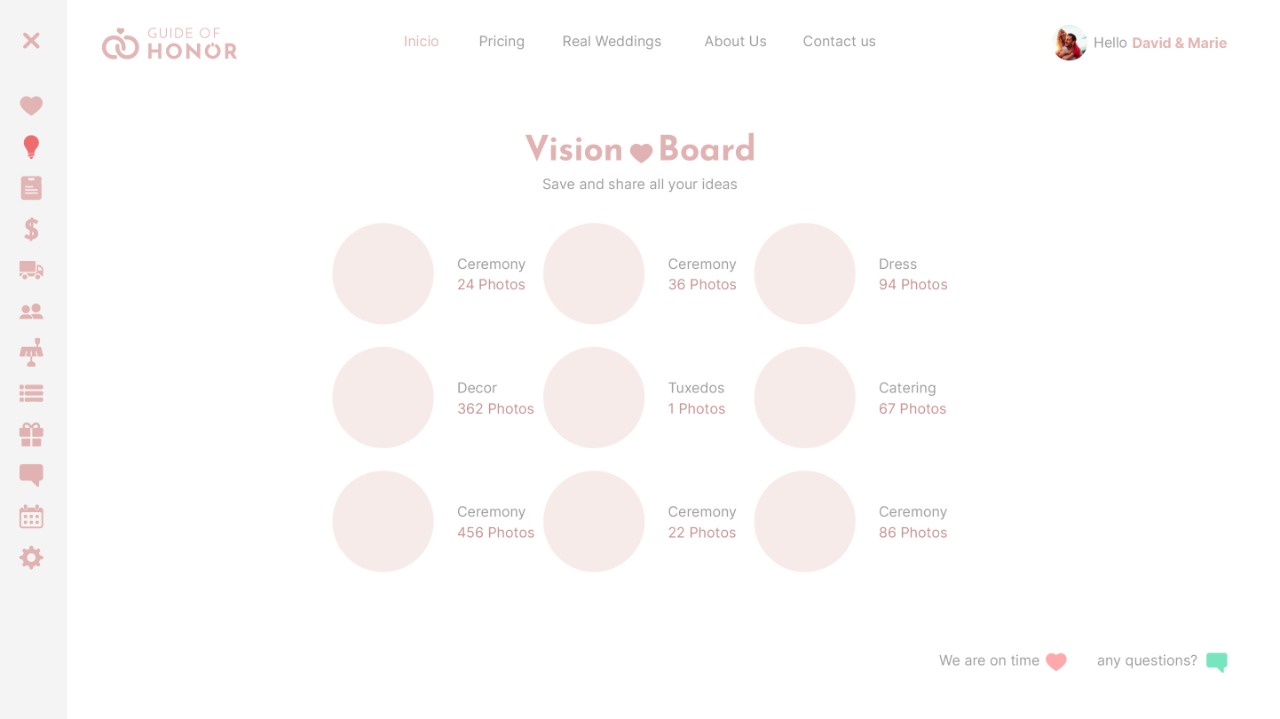 GUIDE OF
HONOR
Inicio
Pricing
Real Weddings
About Us
Contact us
Hello David & Marie
Vision Board
Save and share all your ideas
Ceremony
24 Photos
Ceremony
36 Photos
Dress
94 Photos
Decor
362 Photos
Tuxedos
1 Photos
Catering
67 Photos
Ceremony
456 Photos
Ceremony
22 Photos
Ceremony
86 Photos
We are on time
any questions?